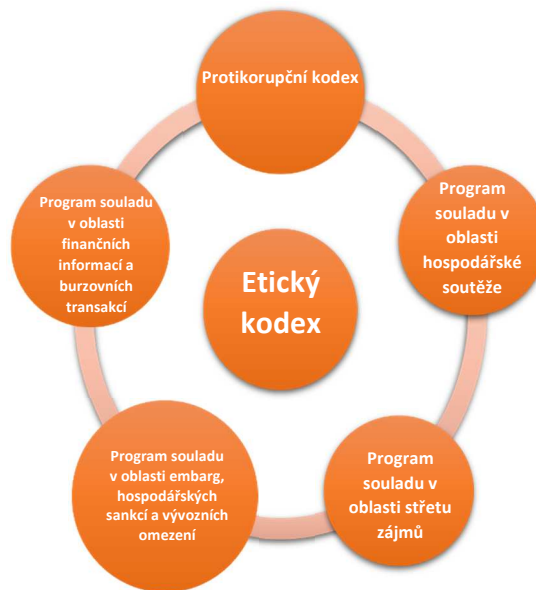 Protikorupční kodex
Program
souladu v
oblasti
hospodářské
soutěže
Program
souladu v
oblasti střetu
zájmů
Program souladu
v oblasti embarg,
hospodářských
sankcí a vývozních
omezení
Program souladu
v oblasti
finančních
informací a
burzovních
transakcí
Etický
kodex